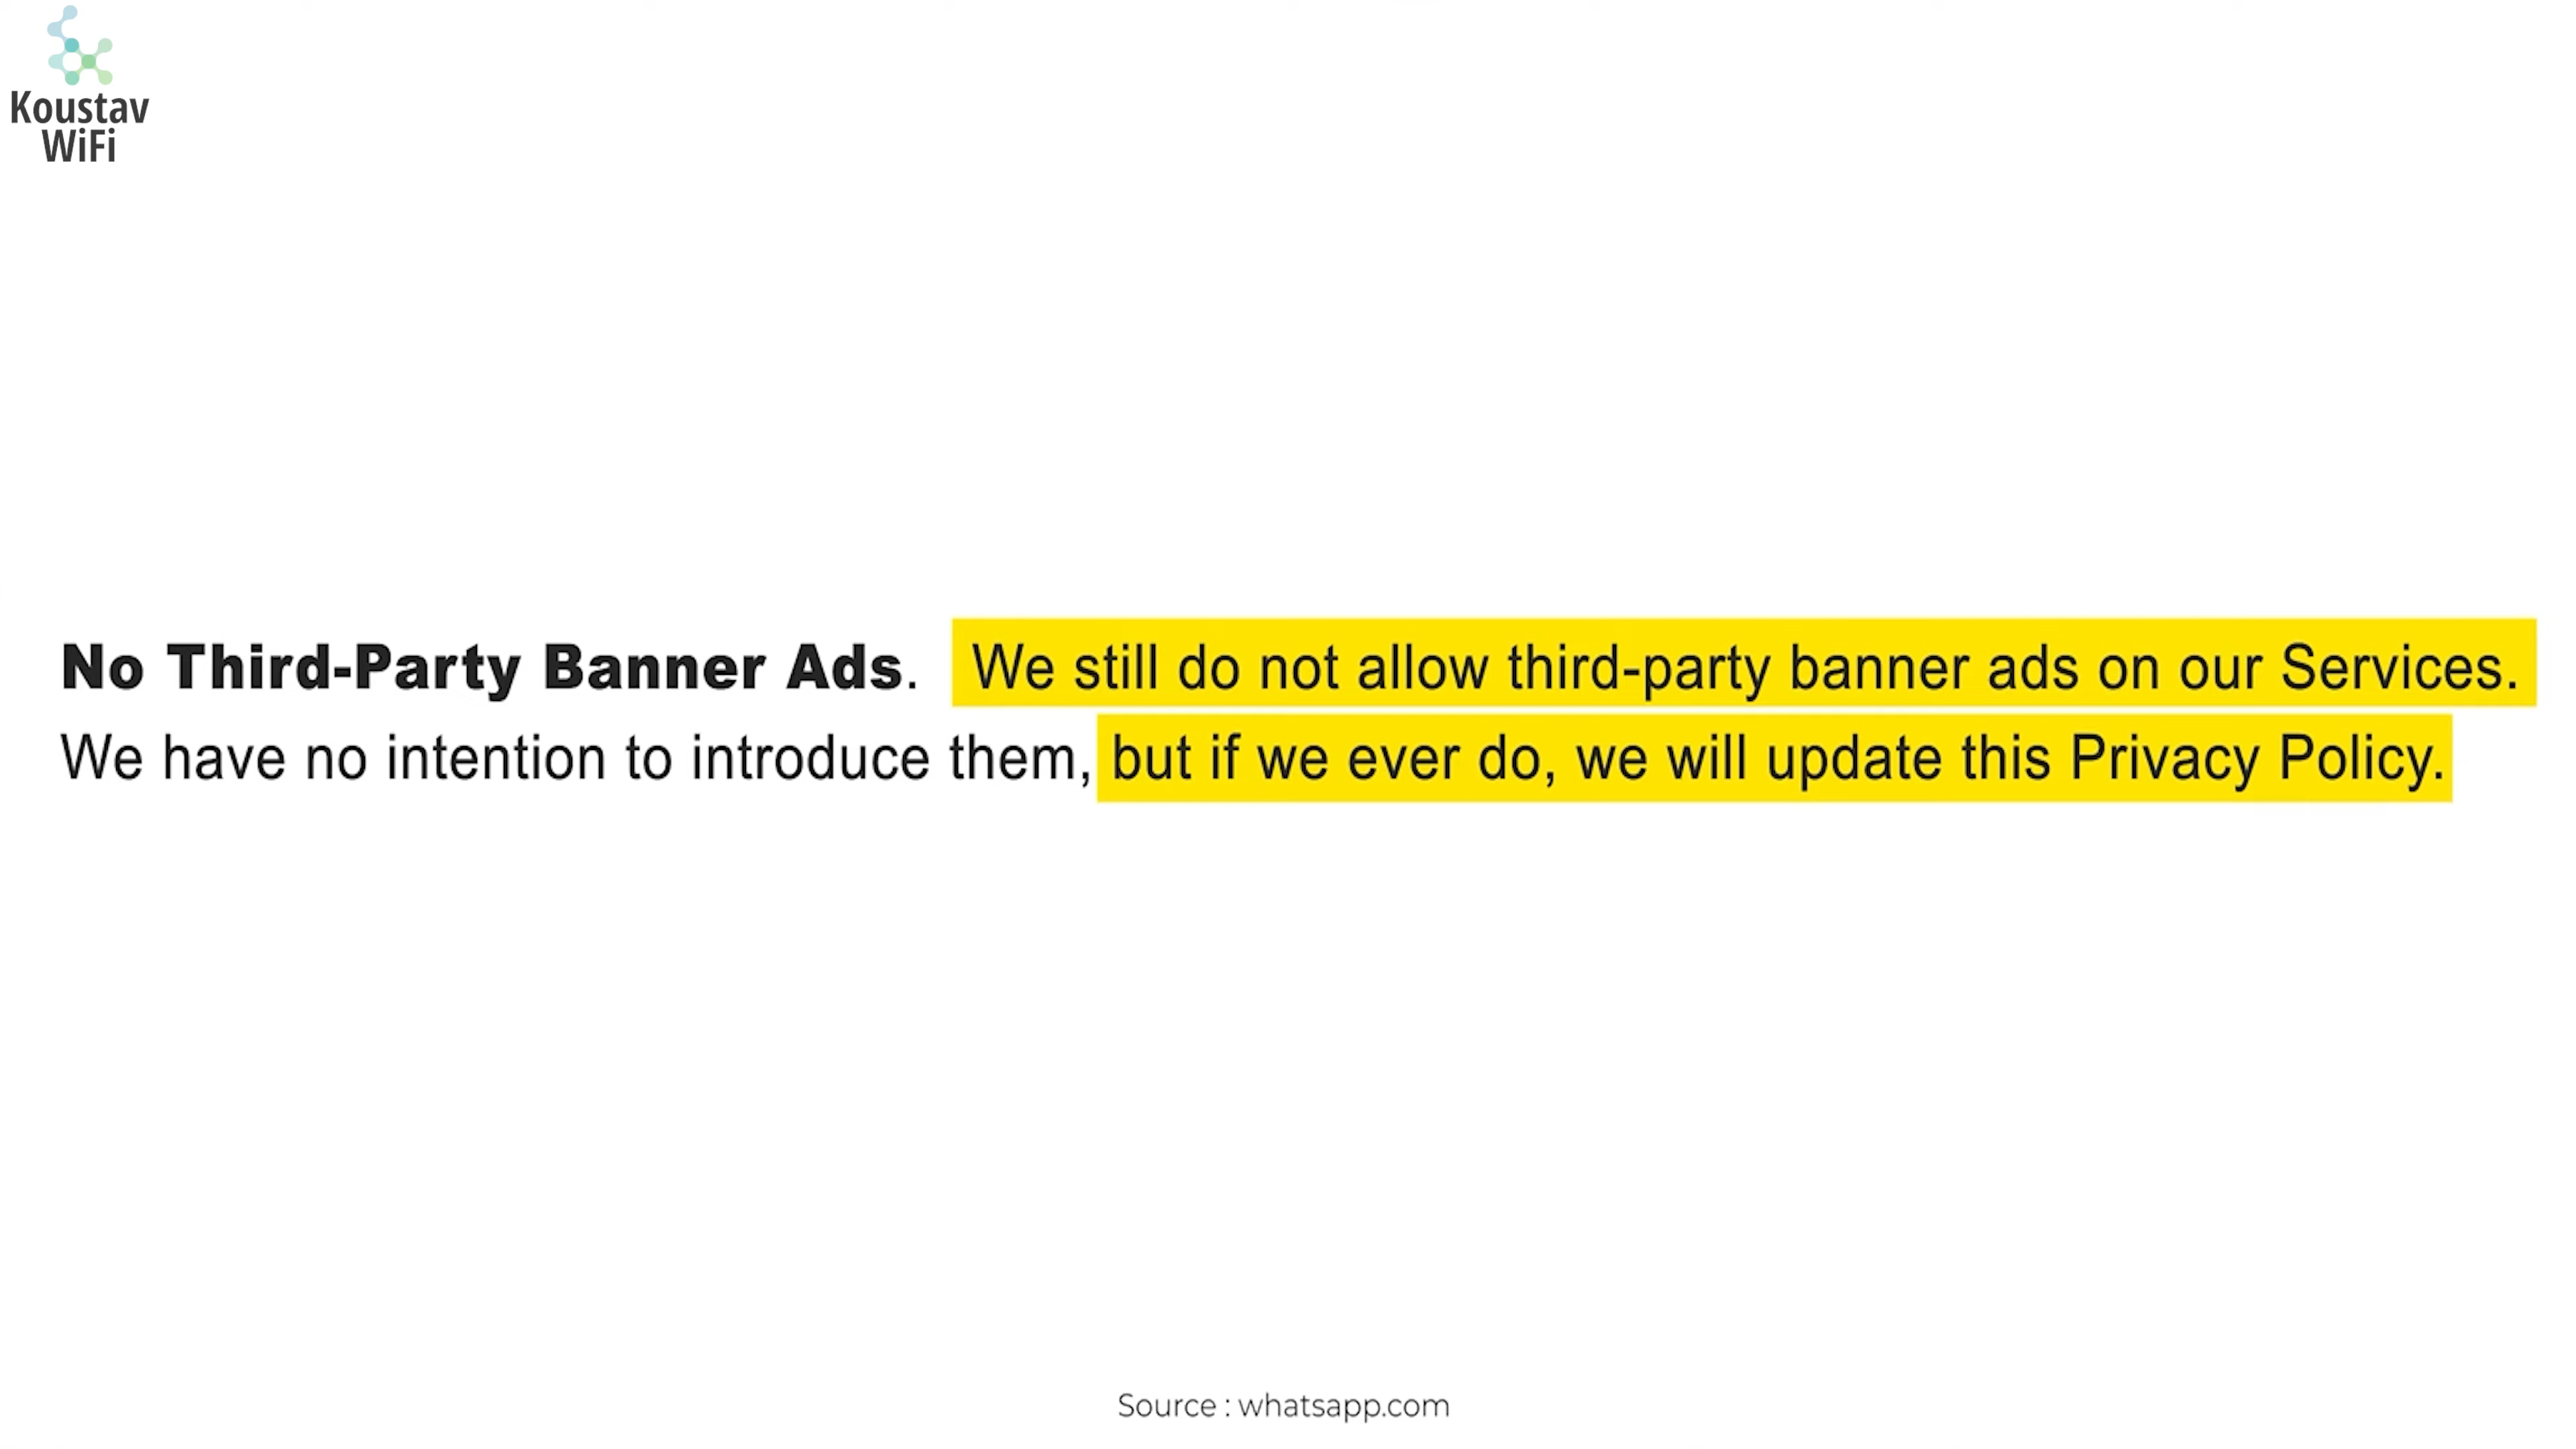 Koustav
WiFi
No Third-Party Banner Ads. We still do not allow third-party banner ads on our Services.
We have no intention to introduce them, but if we ever do, we will update this Privacy Policy.
Source : whatsapp.com